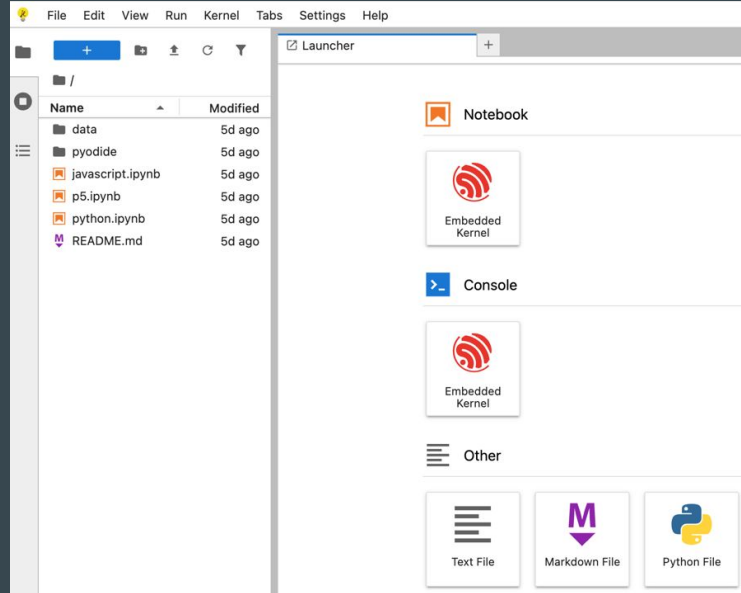 File Edit View Run Kernel Tabs Settings Help
+
Launcher
+
/
Name Modified
data 5d ago
pyodide 5d ago
javascript.ipynb 5d ago
p5.ipynb 5d ago
python.ipynb 5d ago
README.md 5d ago
Notebook
Embedded
Kernel
>_ Console
Embedded
Kernel
Other
M
Text File Markdown File Python File